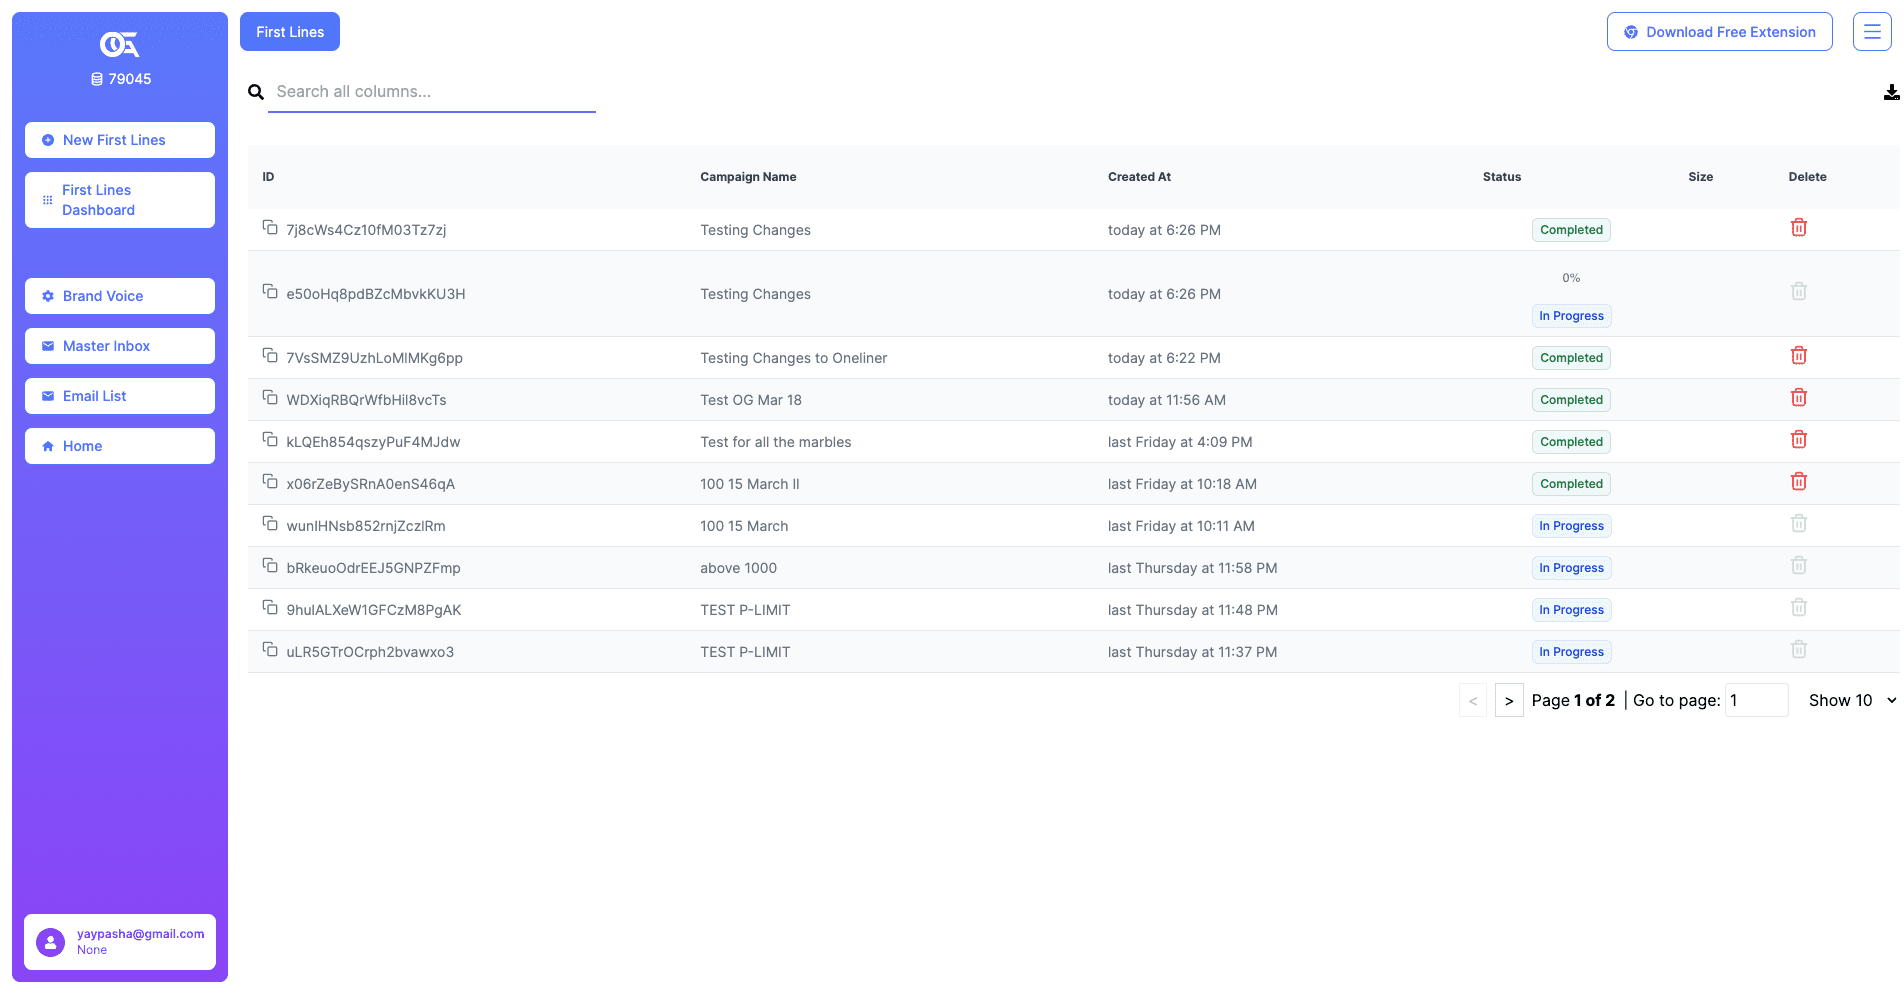 79045
New First Lines
First Lines
Dashboard
Brand Voice
Master Inbox
Email List
Home
yaypasha@gmail.com
None
First Lines
Download Free Extension
Search all columns...
ID Campaign Name Created At Status Size Delete
7j8cWs4Cz10fM03Tz7zj Testing Changes today at 6:26 PM Completed
0%
e50oHq8pdBZcMbvkKU3H Testing Changes today at 6:26 PM
In Progress
7VsSMZ9UzhLoMlMKg6pp Testing Changes to Oneliner today at 6:22 PM Completed
WDXiqRBQrWfbHil8vcTs Test OG Mar 18 today at 11:56 AM Completed
kLQEh854qszyPuF4MJdw Test for all the marbles last Friday at 4:09 PM Completed
x06rZeBySRnA0enS46qA 100 15 March II last Friday at 10:18 AM Completed
wunIHNsb852rnjZczlRm 100 15 March last Friday at 10:11 AM In Progress
bRkeuoOdrEEJ5GNPZFmp above 1000 last Thursday at 11:58 PM In Progress
9hulALXeW1GFCzM8PgAK TEST P-LIMIT last Thursday at 11:48 PM In Progress
uLR5GTrOCrph2bvawxo3 TEST P-LIMIT last Thursday at 11:37 PM In Progress
< > Page 1 of 2 | Go to page: 1 Show 10